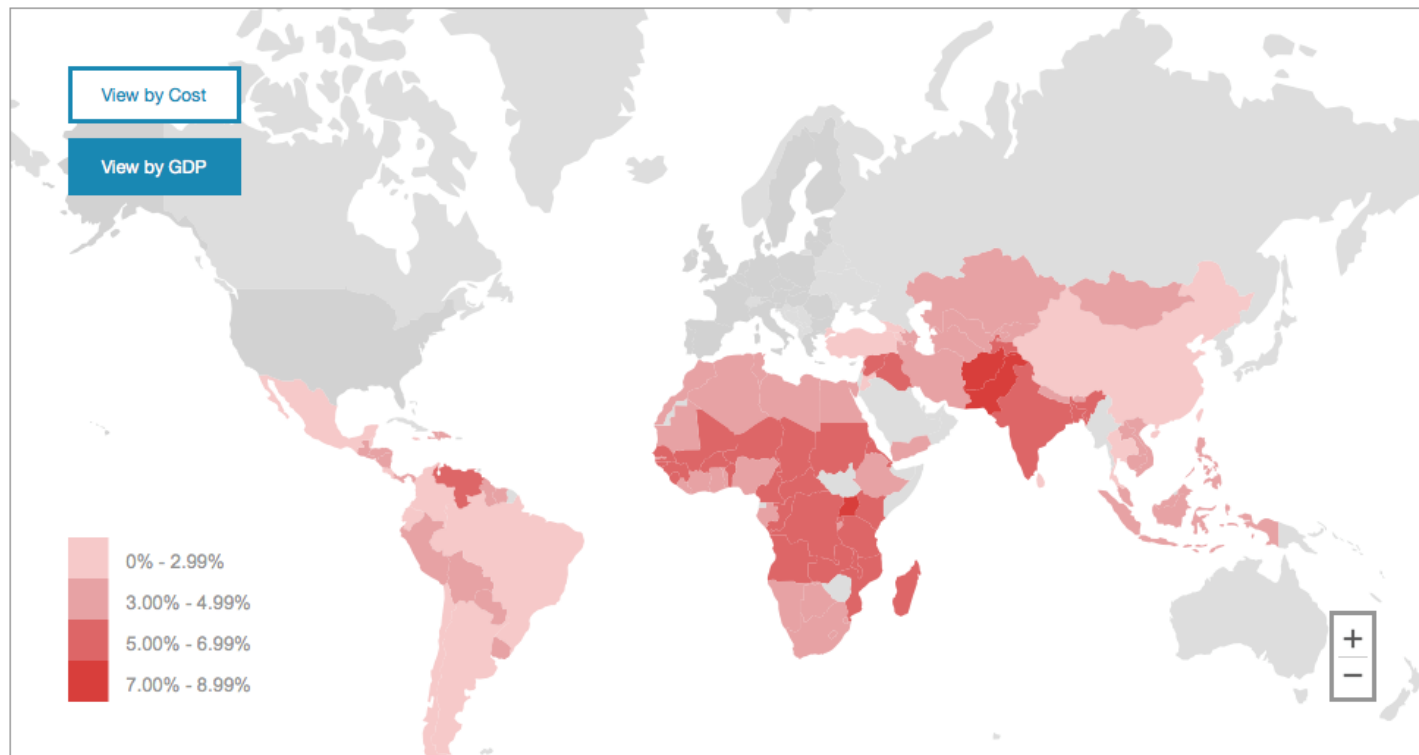 View by Cost
View by GDP
0% - 2.99%
3.00% - 4.99%
5.00% - 6.99%
7.00% - 8.99%
+
−